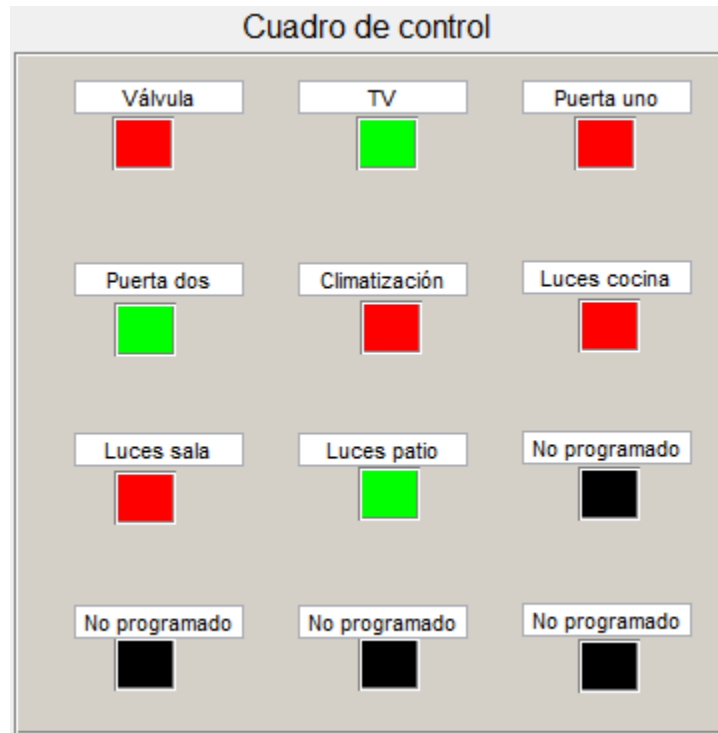 Cuadro de control
Válvula
TV
Puerta uno
Puerta dos
Climatización
Luces cocina
Luces sala
Luces patio
No programado
No programado
No programado
No programado